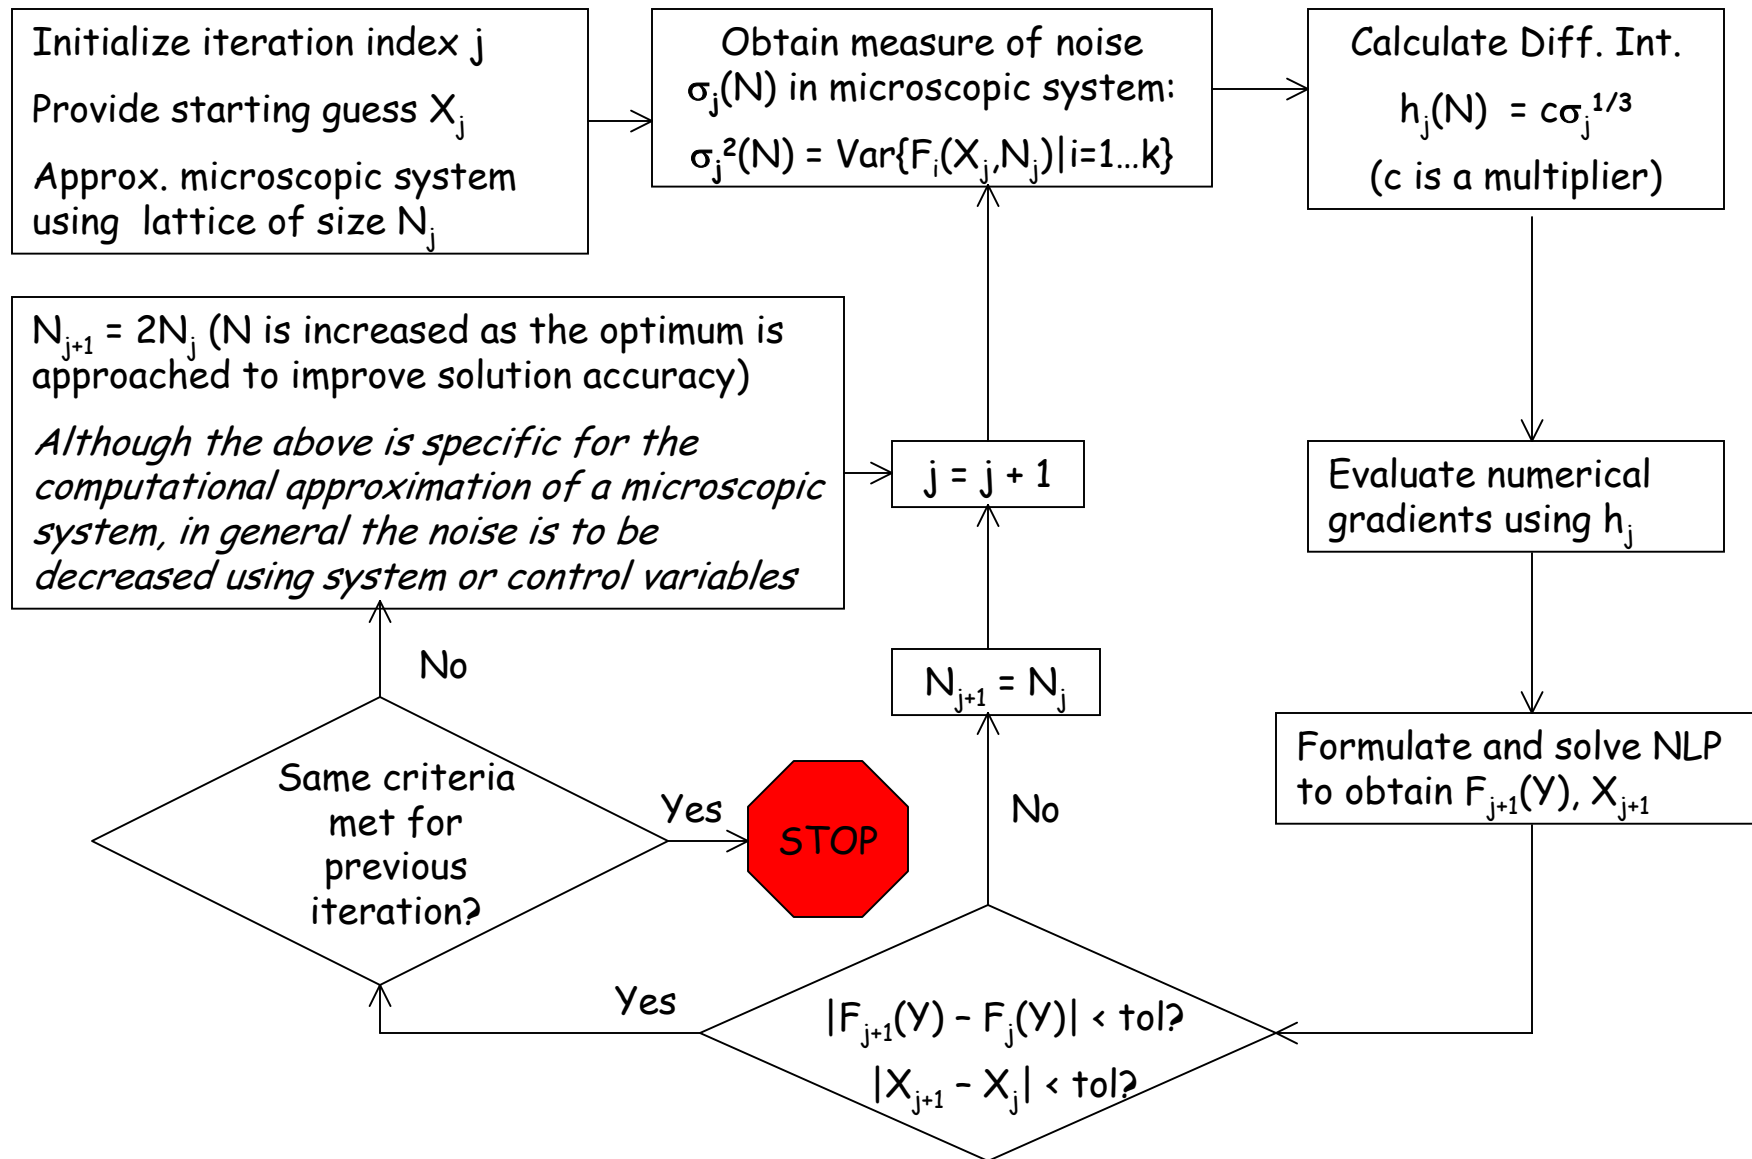 Initialize iteration index j
Provide starting guess Xⱼ
Approx. microscopic system
using lattice of size Nⱼ
Obtain measure of noise
σⱼ(N) in microscopic system:
σⱼ²(N) = Var{Fᵢ(Xⱼ,Nⱼ)|i=1…k}
Calculate Diff. Int.
hⱼ(N) = cσⱼ¹ᐟ³
(c is a multiplier)
Evaluate numerical
gradients using hⱼ
Formulate and solve NLP
to obtain Fⱼ₊₁(Y), Xⱼ₊₁
|Fⱼ₊₁(Y) – Fⱼ(Y)| < tol?
|Xⱼ₊₁ – Xⱼ| < tol?
No
Nⱼ₊₁ = Nⱼ
j = j + 1
Yes
Same criteria
met for
previous
iteration?
Yes
STOP
No
Nⱼ₊₁ = 2Nⱼ (N is increased as the optimum is
approached to improve solution accuracy)
Although the above is specific for the
computational approximation of a microscopic
system, in general the noise is to be
decreased using system or control variables